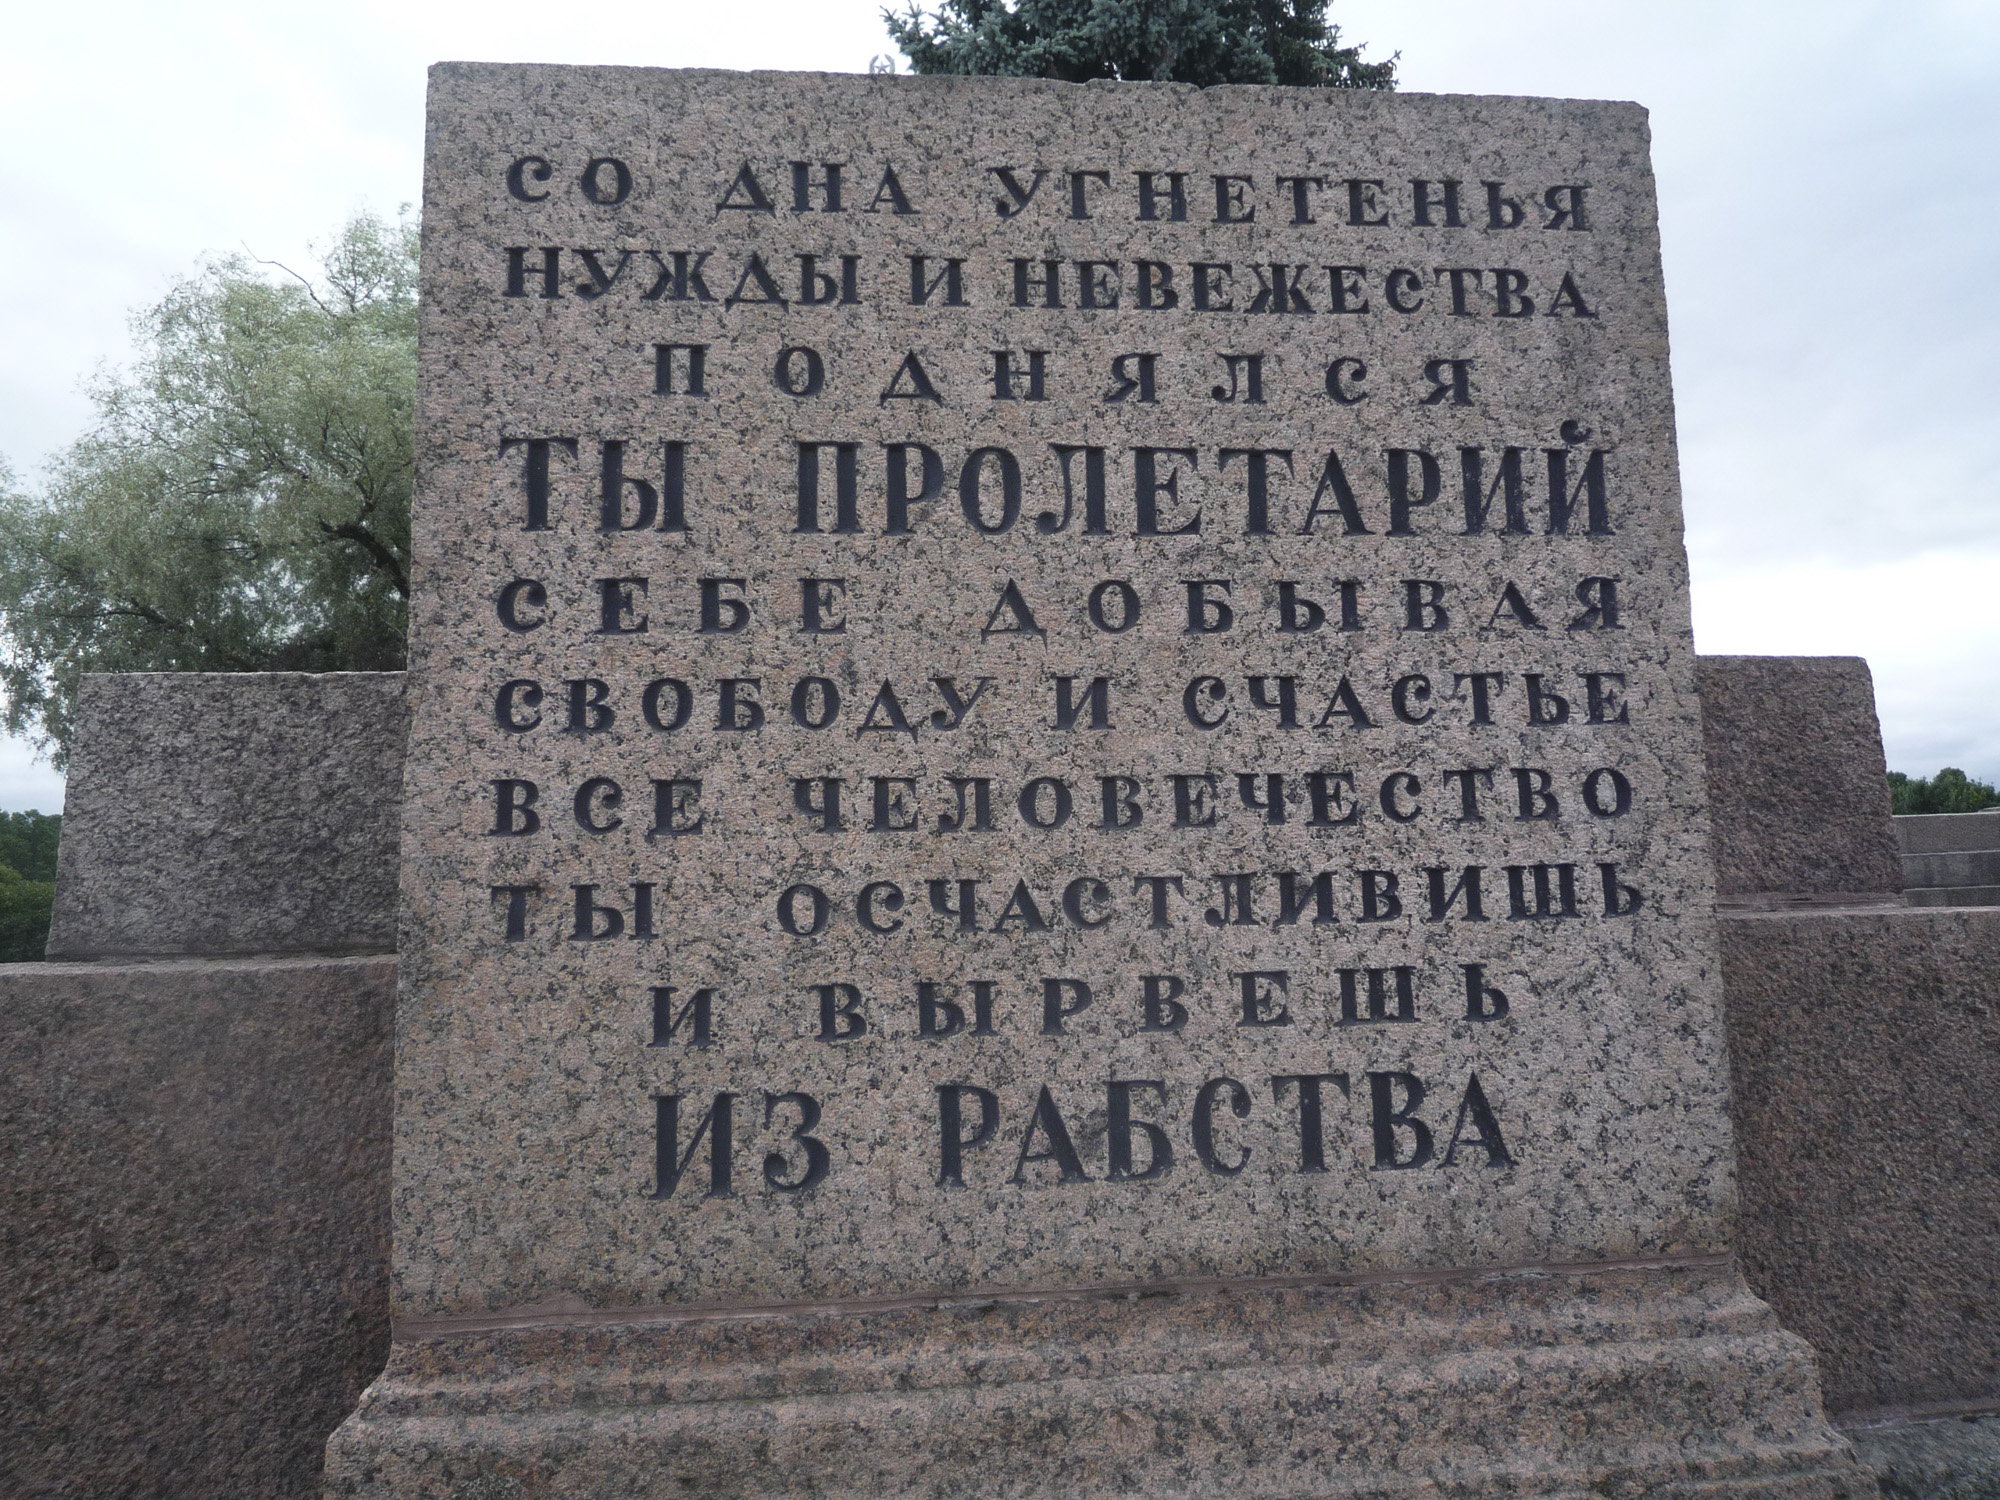 СО ДНА УГНЕТЕНЬЯ
НУЖДЫ И НЕВЕЖЕСТВА
ПОДНЯЛСЯ
ТЫ ПРОЛЕТАРИЙ
СЕБЕ ДОБЫВАЯ
СВОБОДУ И СЧАСТЬЕ
ВСЕ ЧЕЛОВЕЧЕСТВО
ТЫ ОСЧАСТЛИВИШЬ
И ВЫРВЕШЬ
ИЗ РАБСТВА